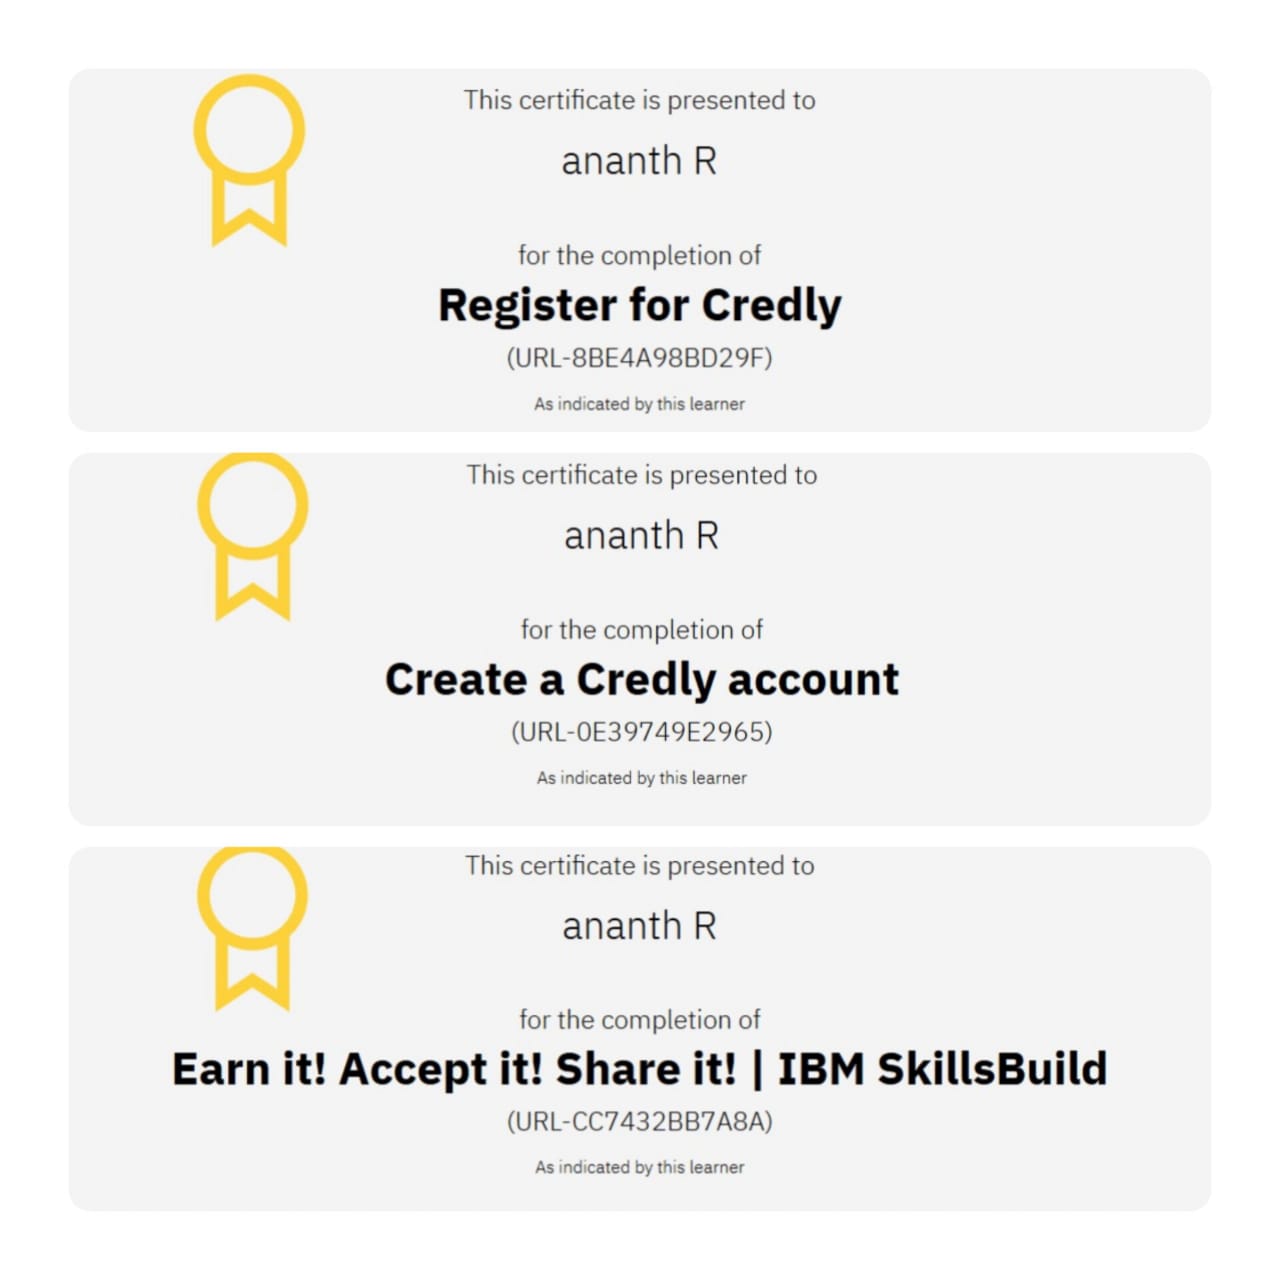 This certificate is presented to
ananth R
for the completion of
Register for Credly
(URL-8BE4A98BD29F)
As indicated by this learner
This certificate is presented to
ananth R
for the completion of
Create a Credly account
(URL-0E39749E2965)
As indicated by this learner
This certificate is presented to
ananth R
for the completion of
Earn it! Accept it! Share it! | IBM SkillsBuild
(URL-CC7432BB7A8A)
As indicated by this learner